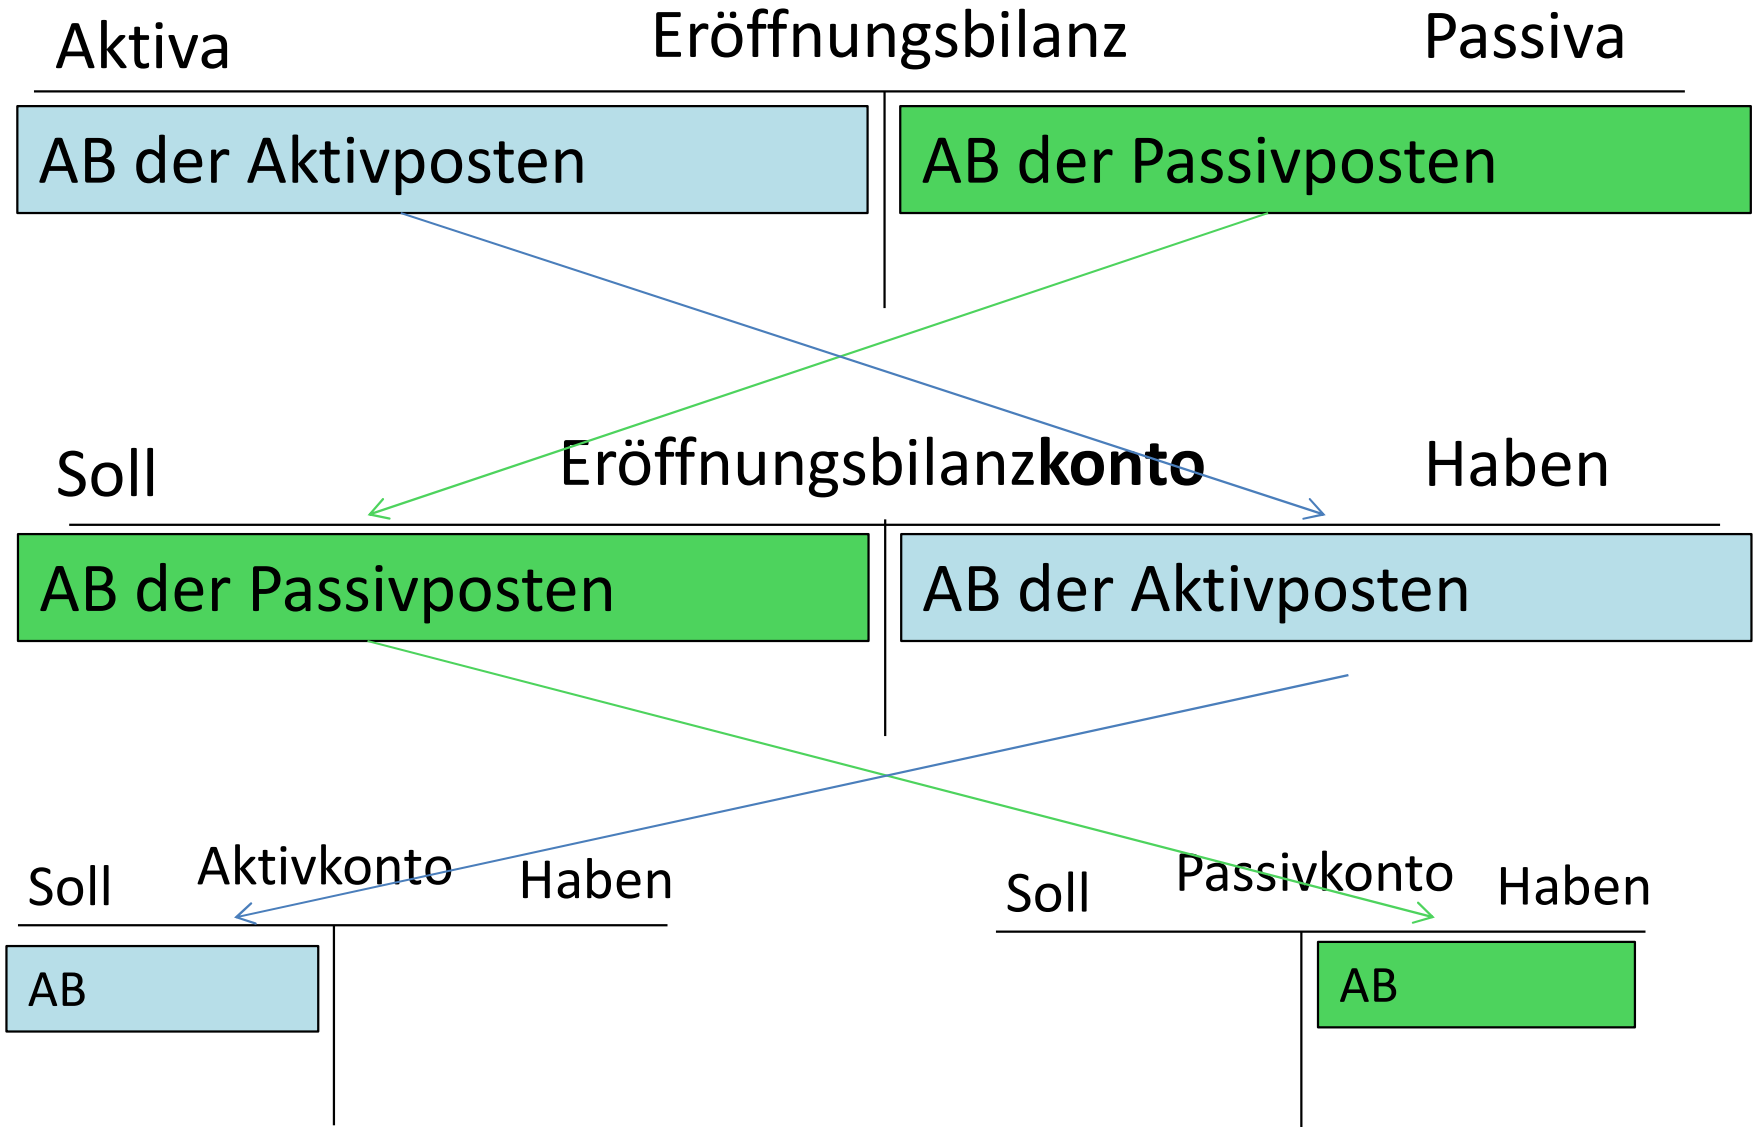 Aktiva Eröffnungsbilanz Passiva
AB der Aktivposten AB der Passivposten
Soll Eröffnungsbilanzkonto Haben
AB der Passivposten AB der Aktivposten
Soll Aktivkonto Haben Soll Passivkonto Haben
AB AB